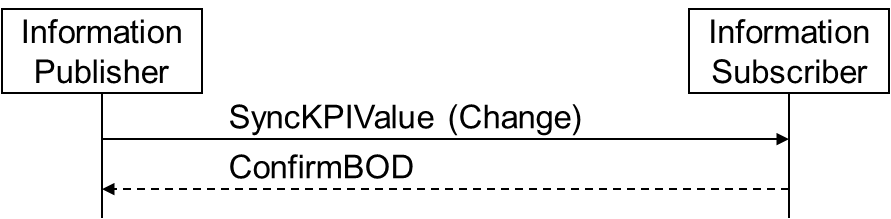 Information
Publisher
Information
Subscriber
SyncKPIValue (Change)
ConfirmBOD